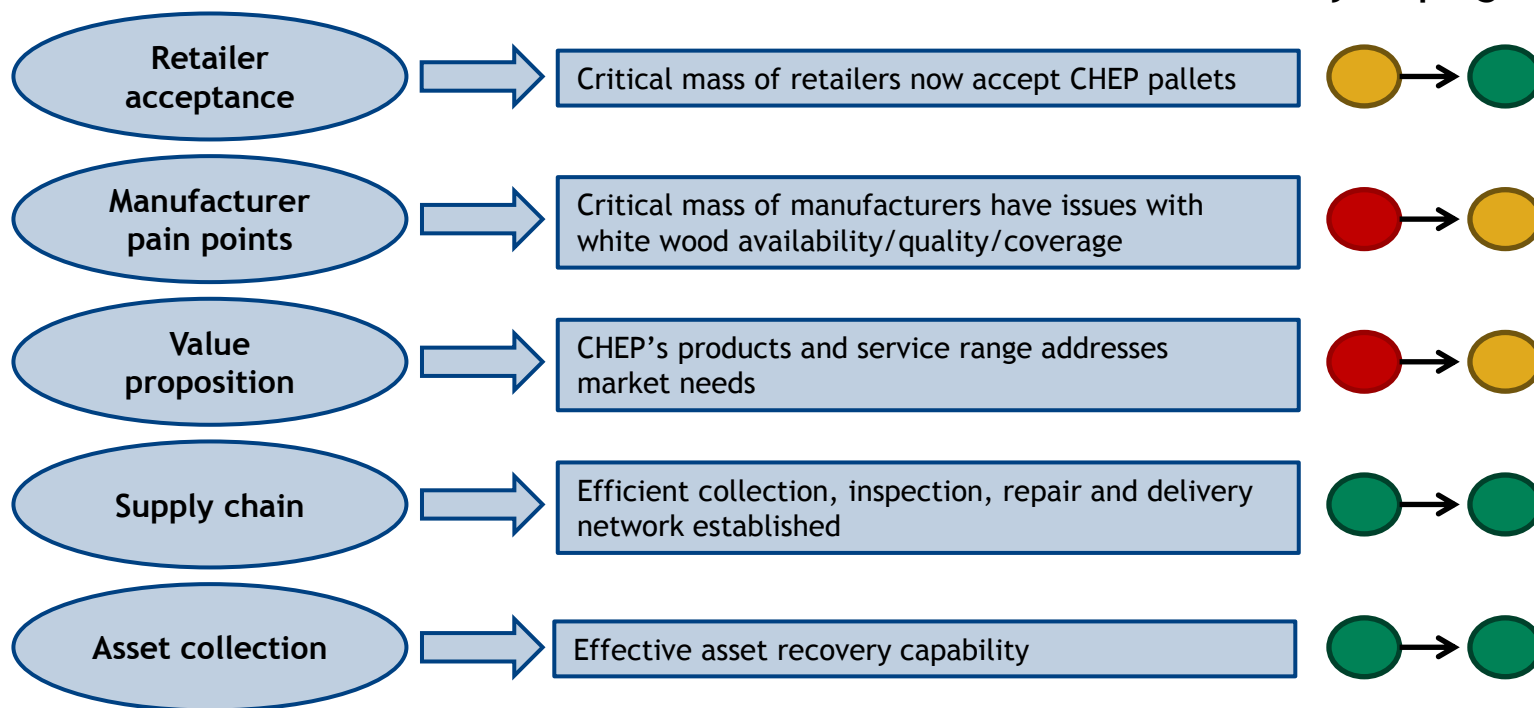 Retailer
acceptance
Critical mass of retailers now accept CHEP pallets
Manufacturer
pain points
Critical mass of manufacturers have issues with
white wood availability/quality/coverage
Value
proposition
CHEP’s products and service range addresses
market needs
Supply chain
Efficient collection, inspection, repair and delivery
network established
Asset collection
Effective asset recovery capability